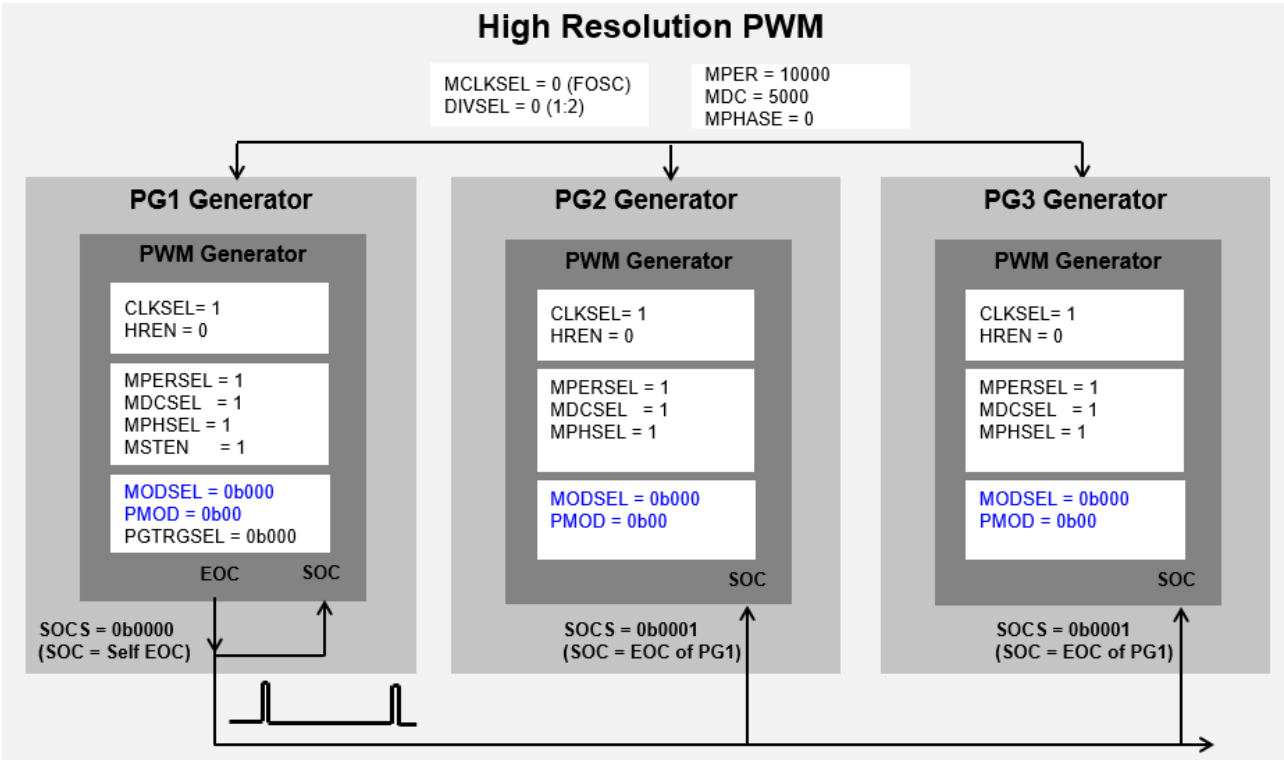 High Resolution PWM
MCLKSEL = 0 (FOSC)
DIVSEL = 0 (1:2)
MPER = 10000
MDC = 5000
MPHASE = 0
PG1 Generator
PWM Generator
CLKSEL= 1
HREN = 0
MPERSEL = 1
MDCSEL = 1
MPHSEL = 1
MSTEN = 1
MODSEL = 0b000
PMOD = 0b00
PGTRGSEL = 0b000
EOC SOC
SOCS = 0b0000
(SOC = Self EOC)
PG2 Generator
PWM Generator
CLKSEL= 1
HREN = 0
MPERSEL = 1
MDCSEL = 1
MPHSEL = 1
MODSEL = 0b000
PMOD = 0b00
SOC
SOCS = 0b0001
(SOC = EOC of PG1)
PG3 Generator
PWM Generator
CLKSEL= 1
HREN = 0
MPERSEL = 1
MDCSEL = 1
MPHSEL = 1
MODSEL = 0b000
PMOD = 0b00
SOC
SOCS = 0b0001
(SOC = EOC of PG1)